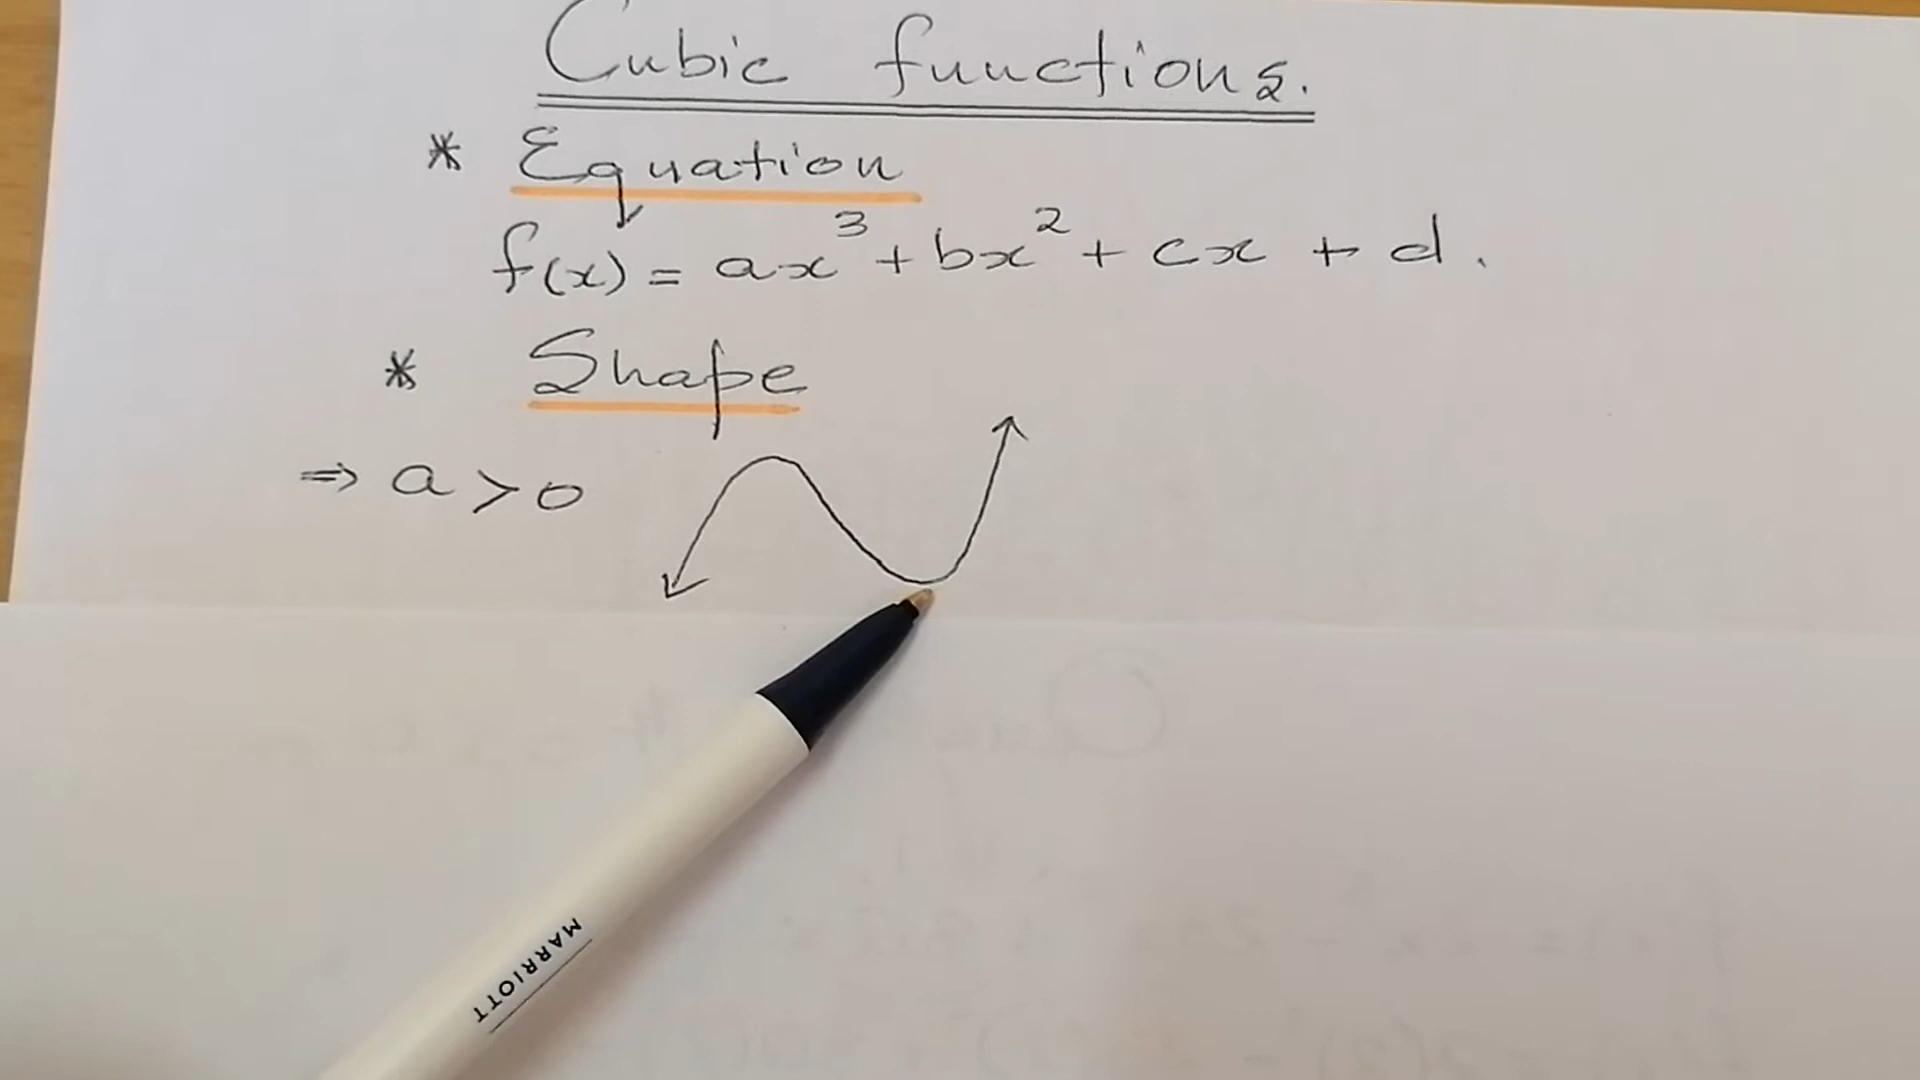 Cubic functions.
* Equation
f(x) = ax³ + bx² + cx + d.
* Shape
⇒ a > 0
MARRIOTT